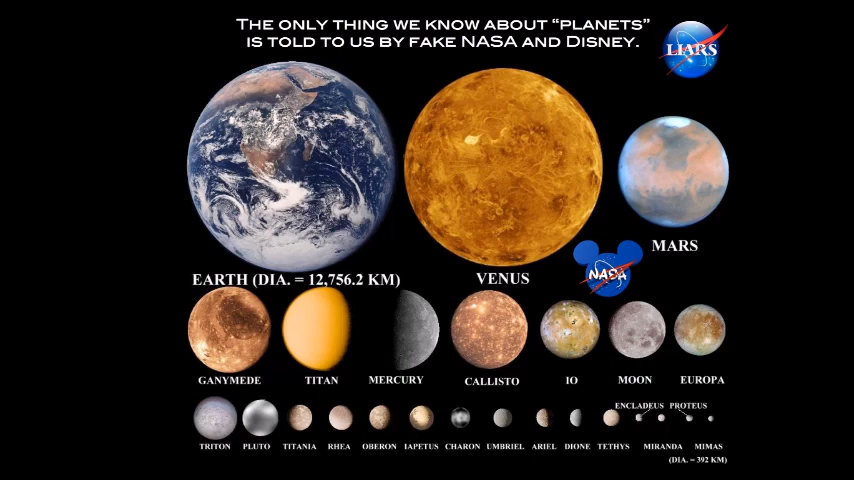 The only thing we know about “planets”
is told to us by fake NASA and Disney.
LIARS
EARTH (DIA. = 12,756.2 KM)
VENUS
MARS
NASA
GANYMEDE TITAN MERCURY CALLISTO IO MOON EUROPA
ENCLADEUS PROTEUS
TRITON PLUTO TITANIA RHEA OBERON IAPETUS CHARON UMBRIEL ARIEL DIONE TETHYS MIRANDA MIMAS
(DIA. = 392 KM)